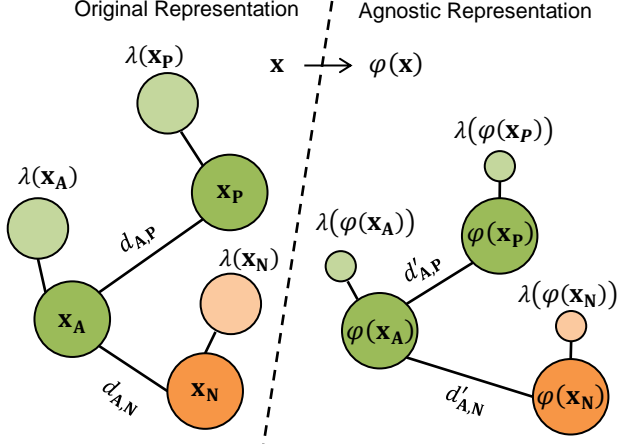 Original Representation
Agnostic Representation
x → φ(x)
λ(x_P)
λ(x_A)
x_P
d_A,P
λ(x_N)
x_A
d_A,N
x_N
λ(φ(x_P))
λ(φ(x_A))
φ(x_P)
d′_A,P
λ(φ(x_N))
φ(x_A)
d′_A,N
φ(x_N)